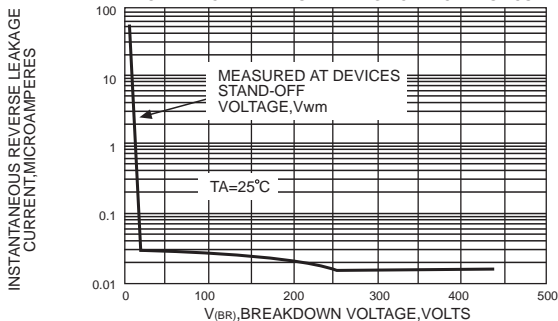 INSTANTANEOUS REVERSE LEAKAGE
CURRENT,MICROAMPERES
100
10
1
0.1
0.01
MEASURED AT DEVICES
STAND-OFF
VOLTAGE,Vwm
TA=25°C
0 100 200 300 400 500
V(BR),BREAKDOWN VOLTAGE,VOLTS